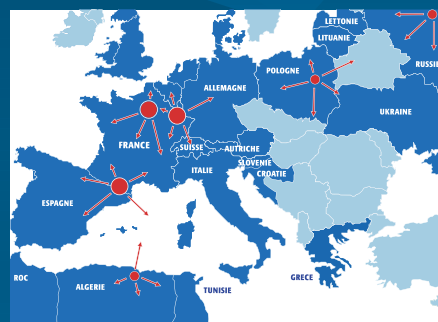 LETTONIE
LITUANIE
RUSSIE
POLOGNE
ALLEMAGNE
UKRAINE
FRANCE
SUISSE
AUTRICHE
SLOVENIE
CROATIE
ITALIE
ESPAGNE
ROC
ALGERIE
TUNISIE
GRECE